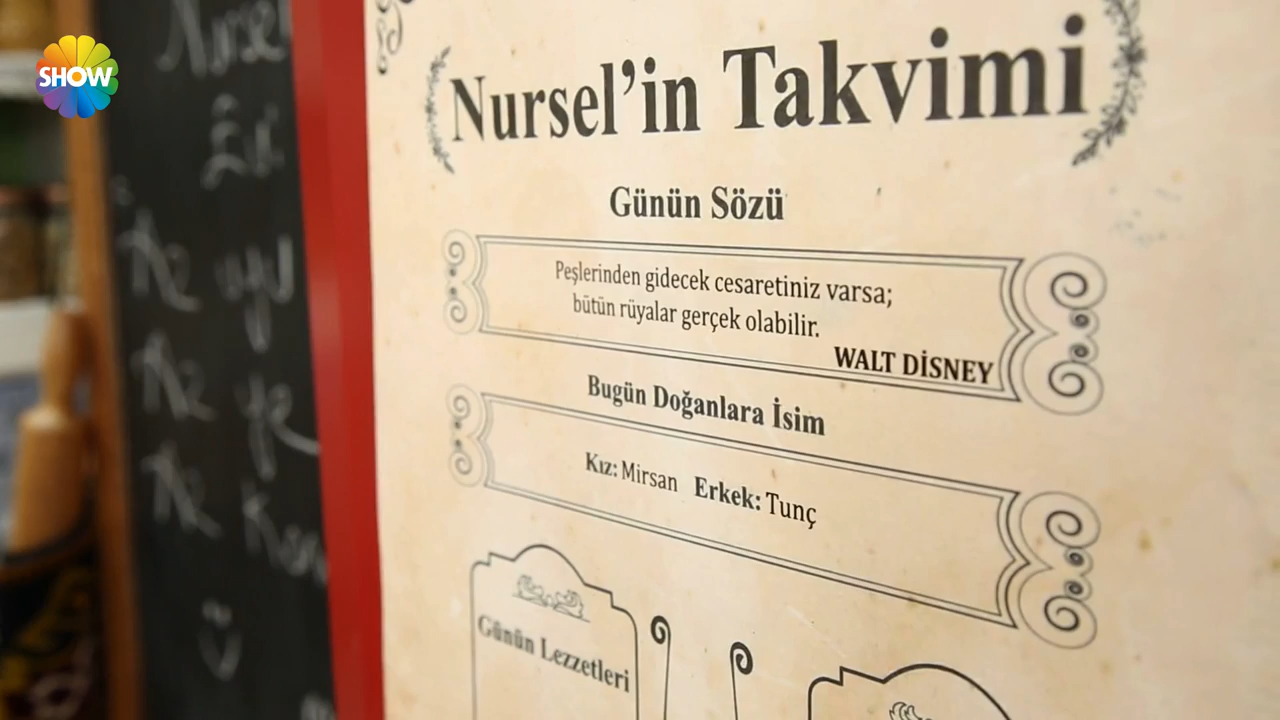 SHOW
Nursel'in Takvimi
Günün Sözü
Peşlerinden gidecek cesaretiniz varsa;
bütün rüyalar gerçek olabilir.
WALT DİSNEY
Bugün Doğanlara İsim
Kız: Mirsan Erkek: Tunç
Günün Lezzetleri